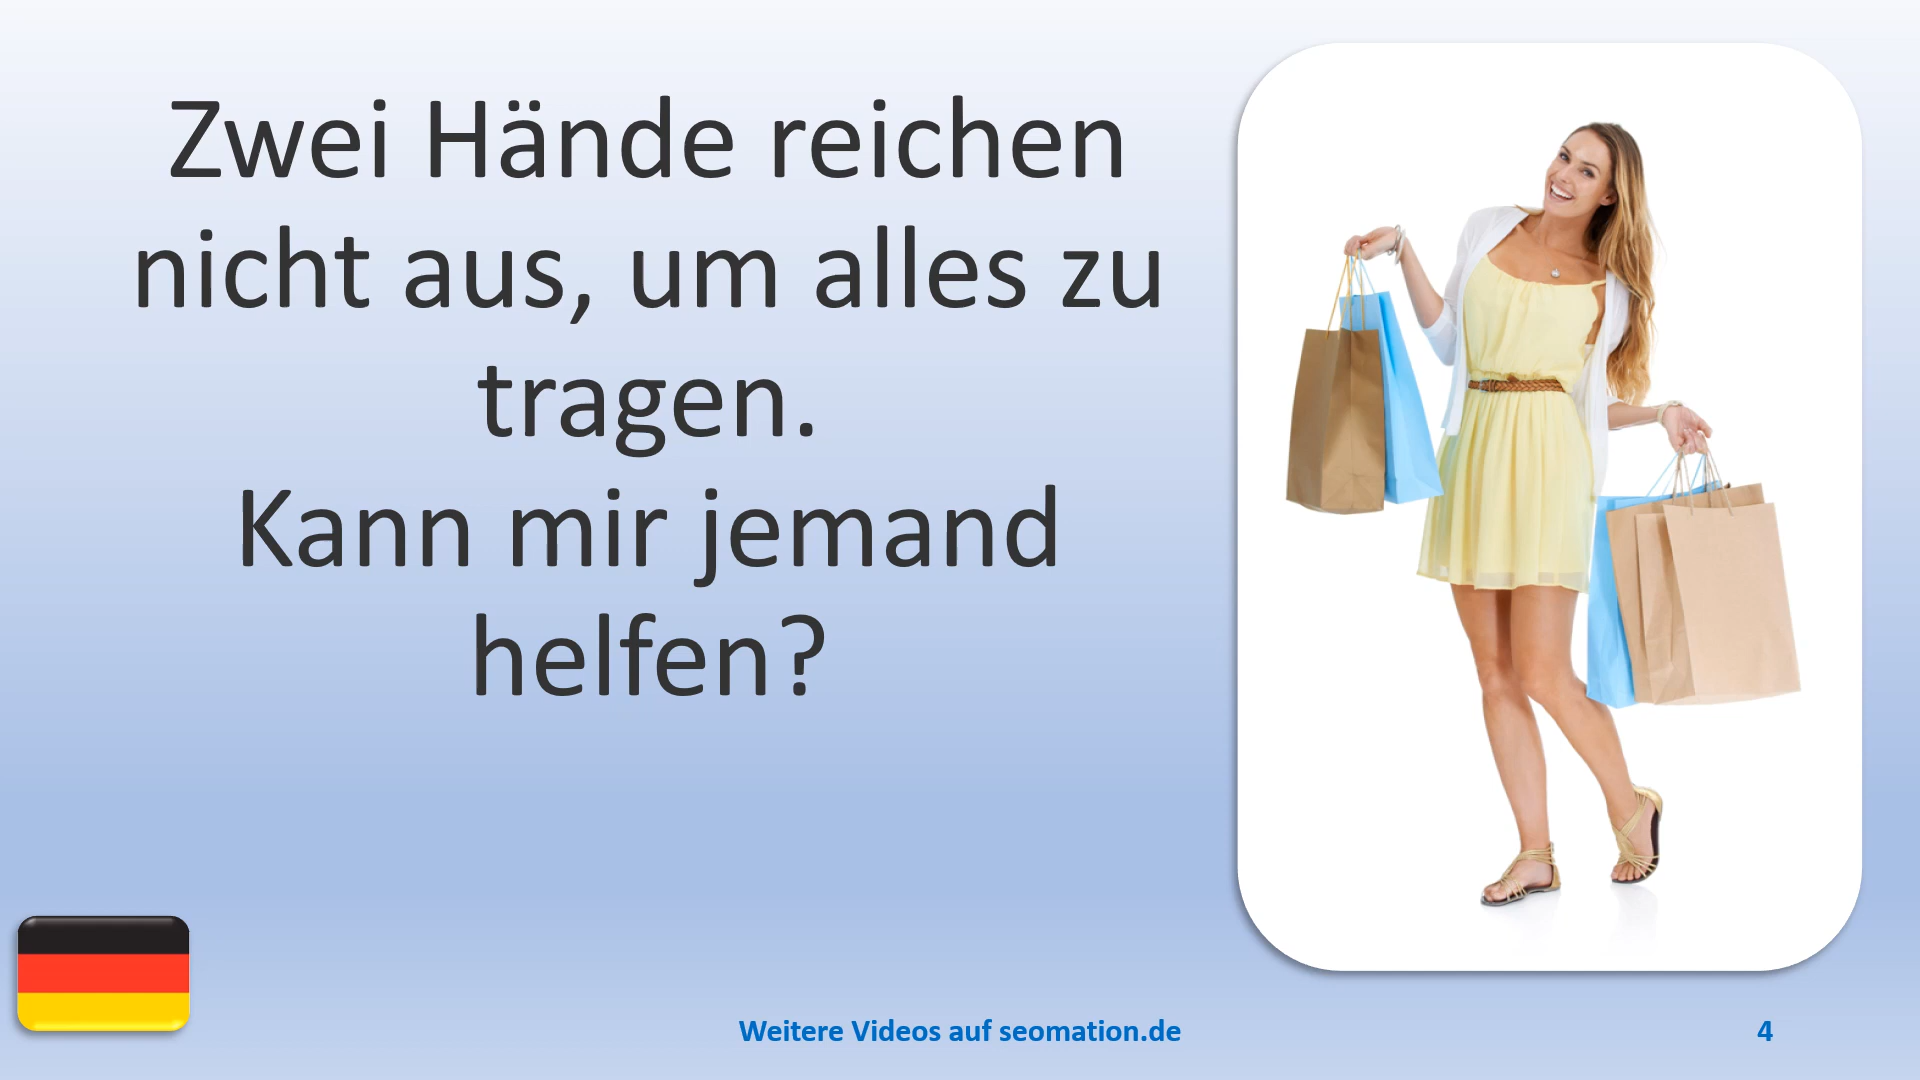 Zwei Hände reichen
nicht aus, um alles zu
tragen.
Kann mir jemand
helfen?
Weitere Videos auf seomation.de
4